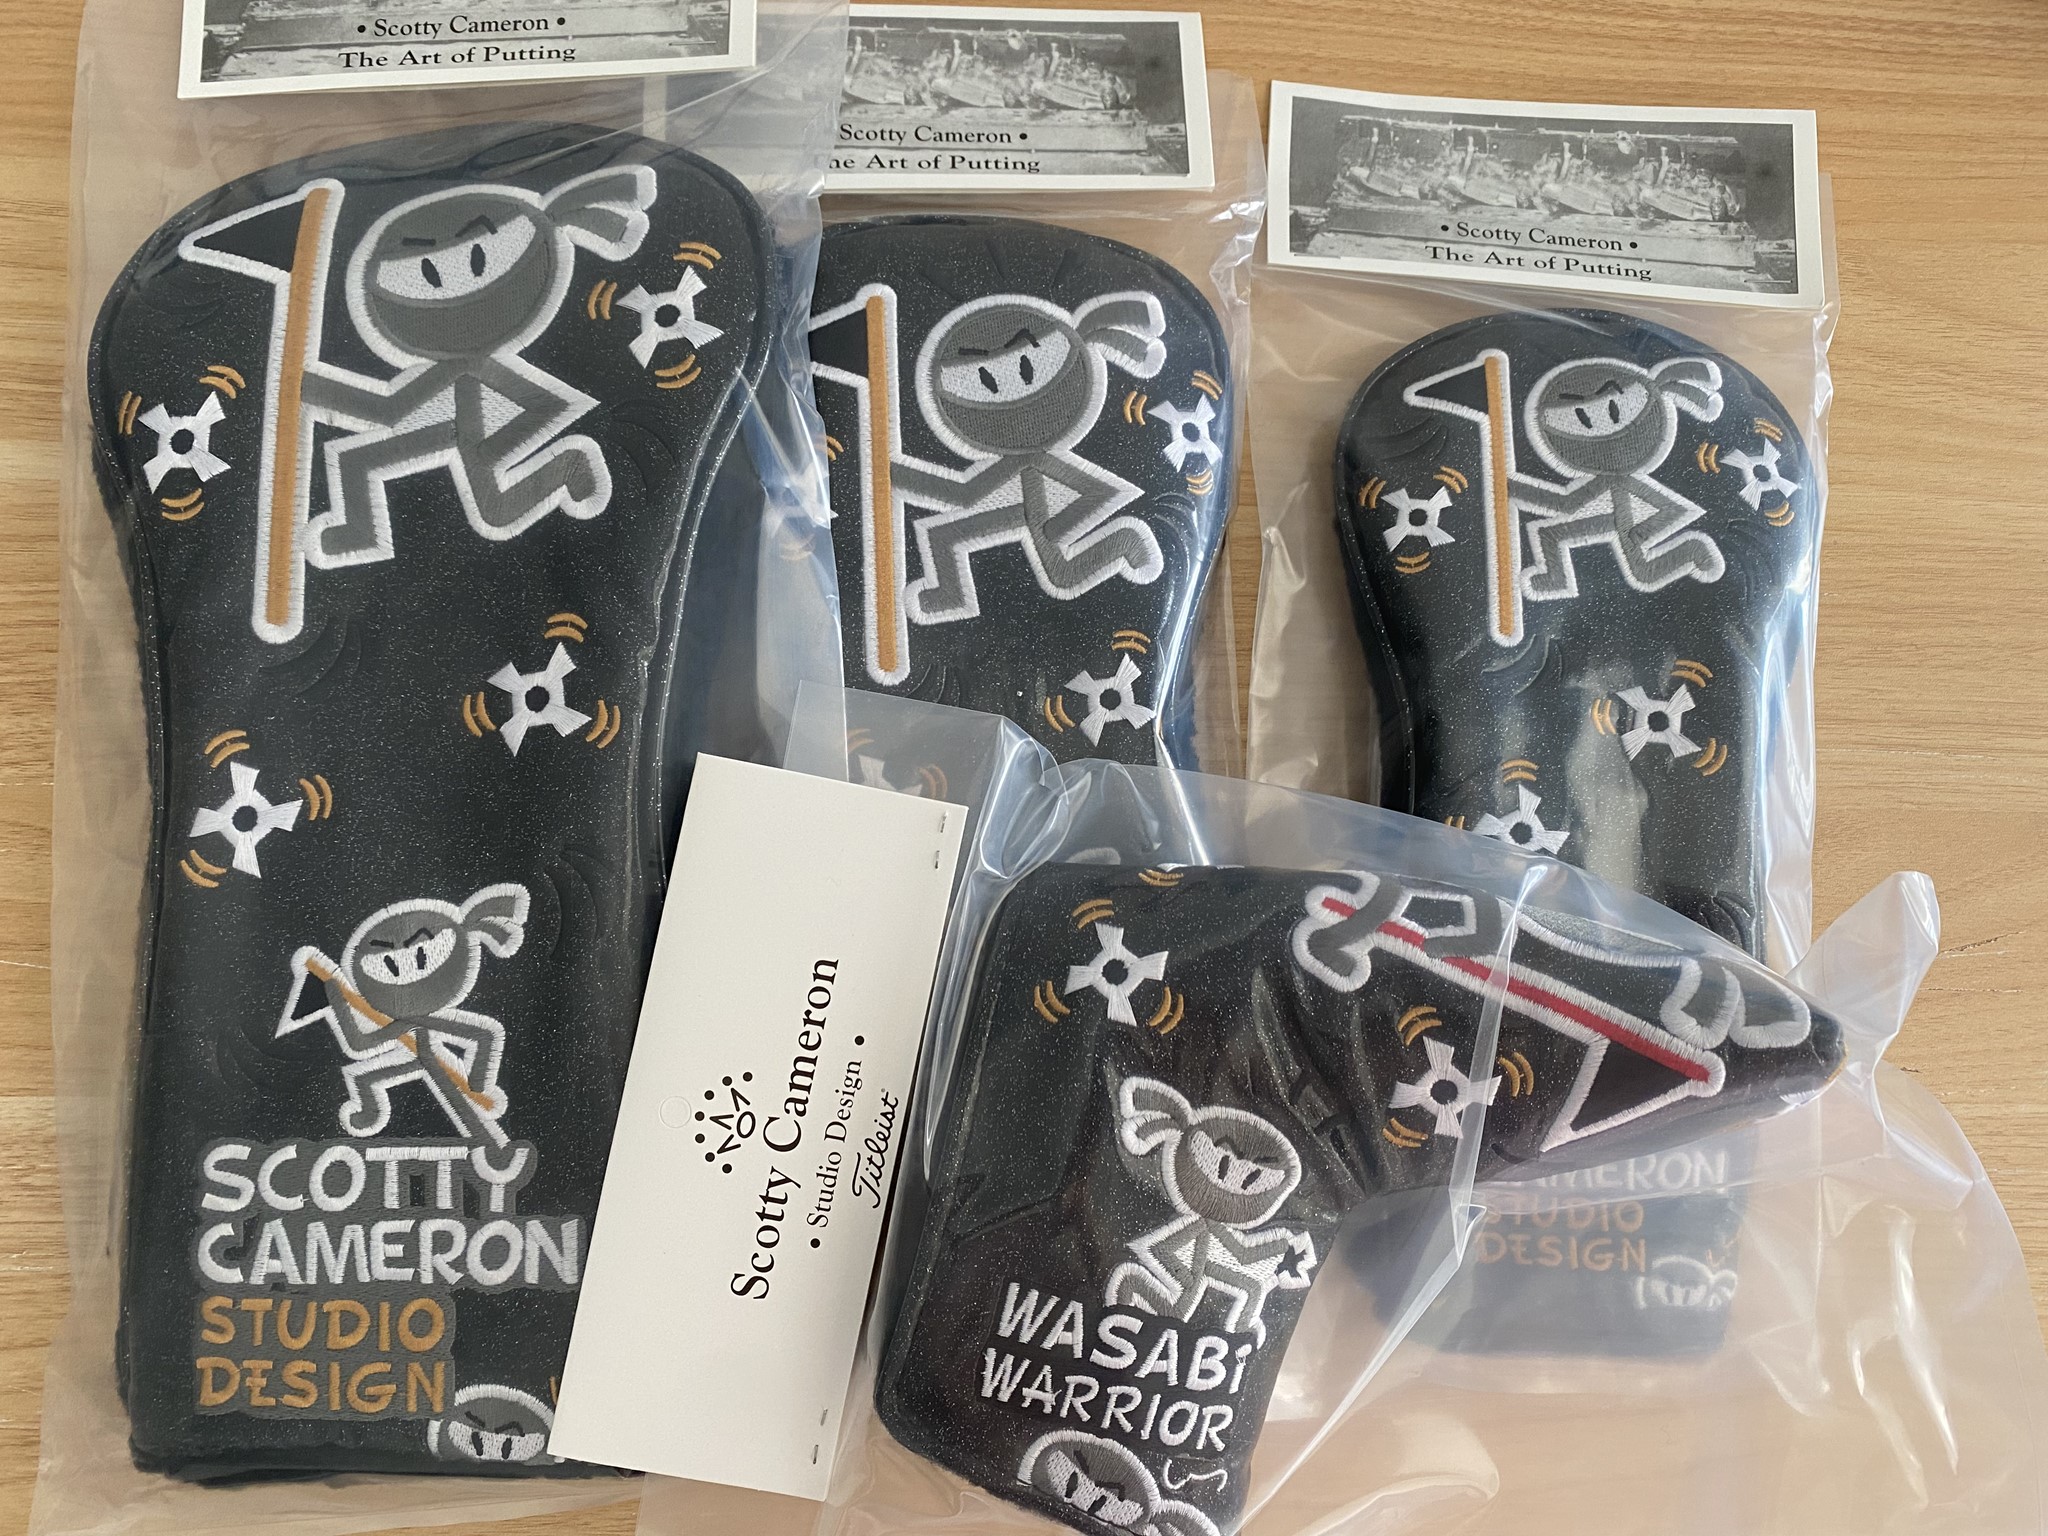 • Scotty Cameron •
The Art of Putting
Scotty Cameron •
The Art of Putting
• Scotty Cameron •
The Art of Putting
SCOTTY
CAMERON
STUDIO
DESIGN
Scotty Cameron
• Studio Design •
Titleist
WASABi
WARRIOR
CAMERON
STUDIO
DESIGN